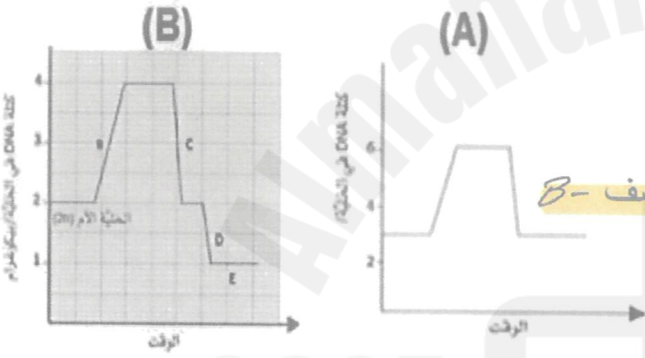 (B)
(A)
كتلة DNA في الخلية/بيكوغرام
4
3
2
1
B
C
D
E
الخلية الأم (2n)
الوقت
كتلة DNA في الخلية/
6
4
2
B -
الوقت
Almanahj